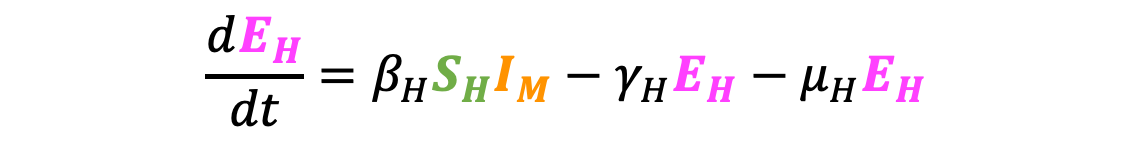 dE_H/dt = β_H S_H I_M − γ_H E_H − μ_H E_H